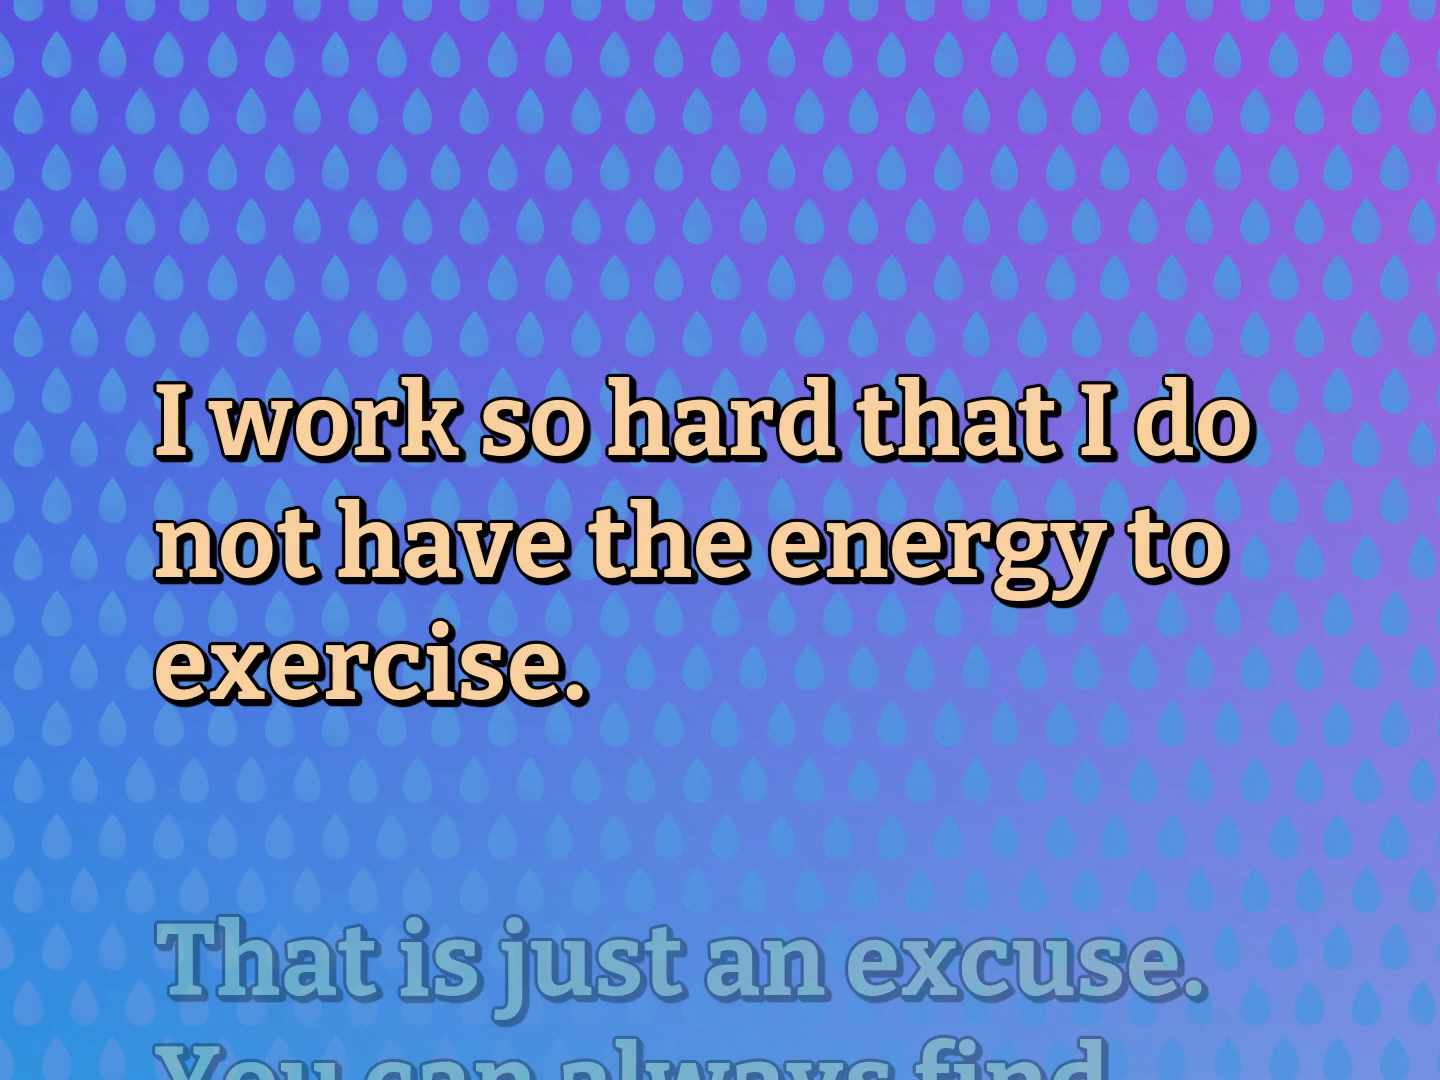 I work so hard that I do
not have the energy to
exercise.
That is just an excuse.
You can always find